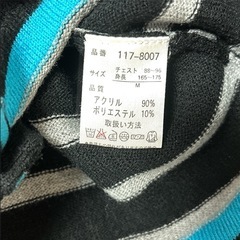 品番 117-8007
サイズ チェスト 88-96
身長 165-175
M
品質
アクリル 90%
ポリエステル 10%
取扱い方法